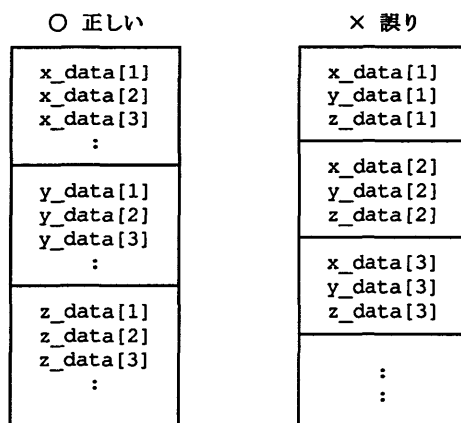 ○ 正しい
x_data[1]
x_data[2]
x_data[3]
:
y_data[1]
y_data[2]
y_data[3]
:
z_data[1]
z_data[2]
z_data[3]
:
× 誤り
x_data[1]
y_data[1]
z_data[1]
x_data[2]
y_data[2]
z_data[2]
x_data[3]
y_data[3]
z_data[3]
:
: